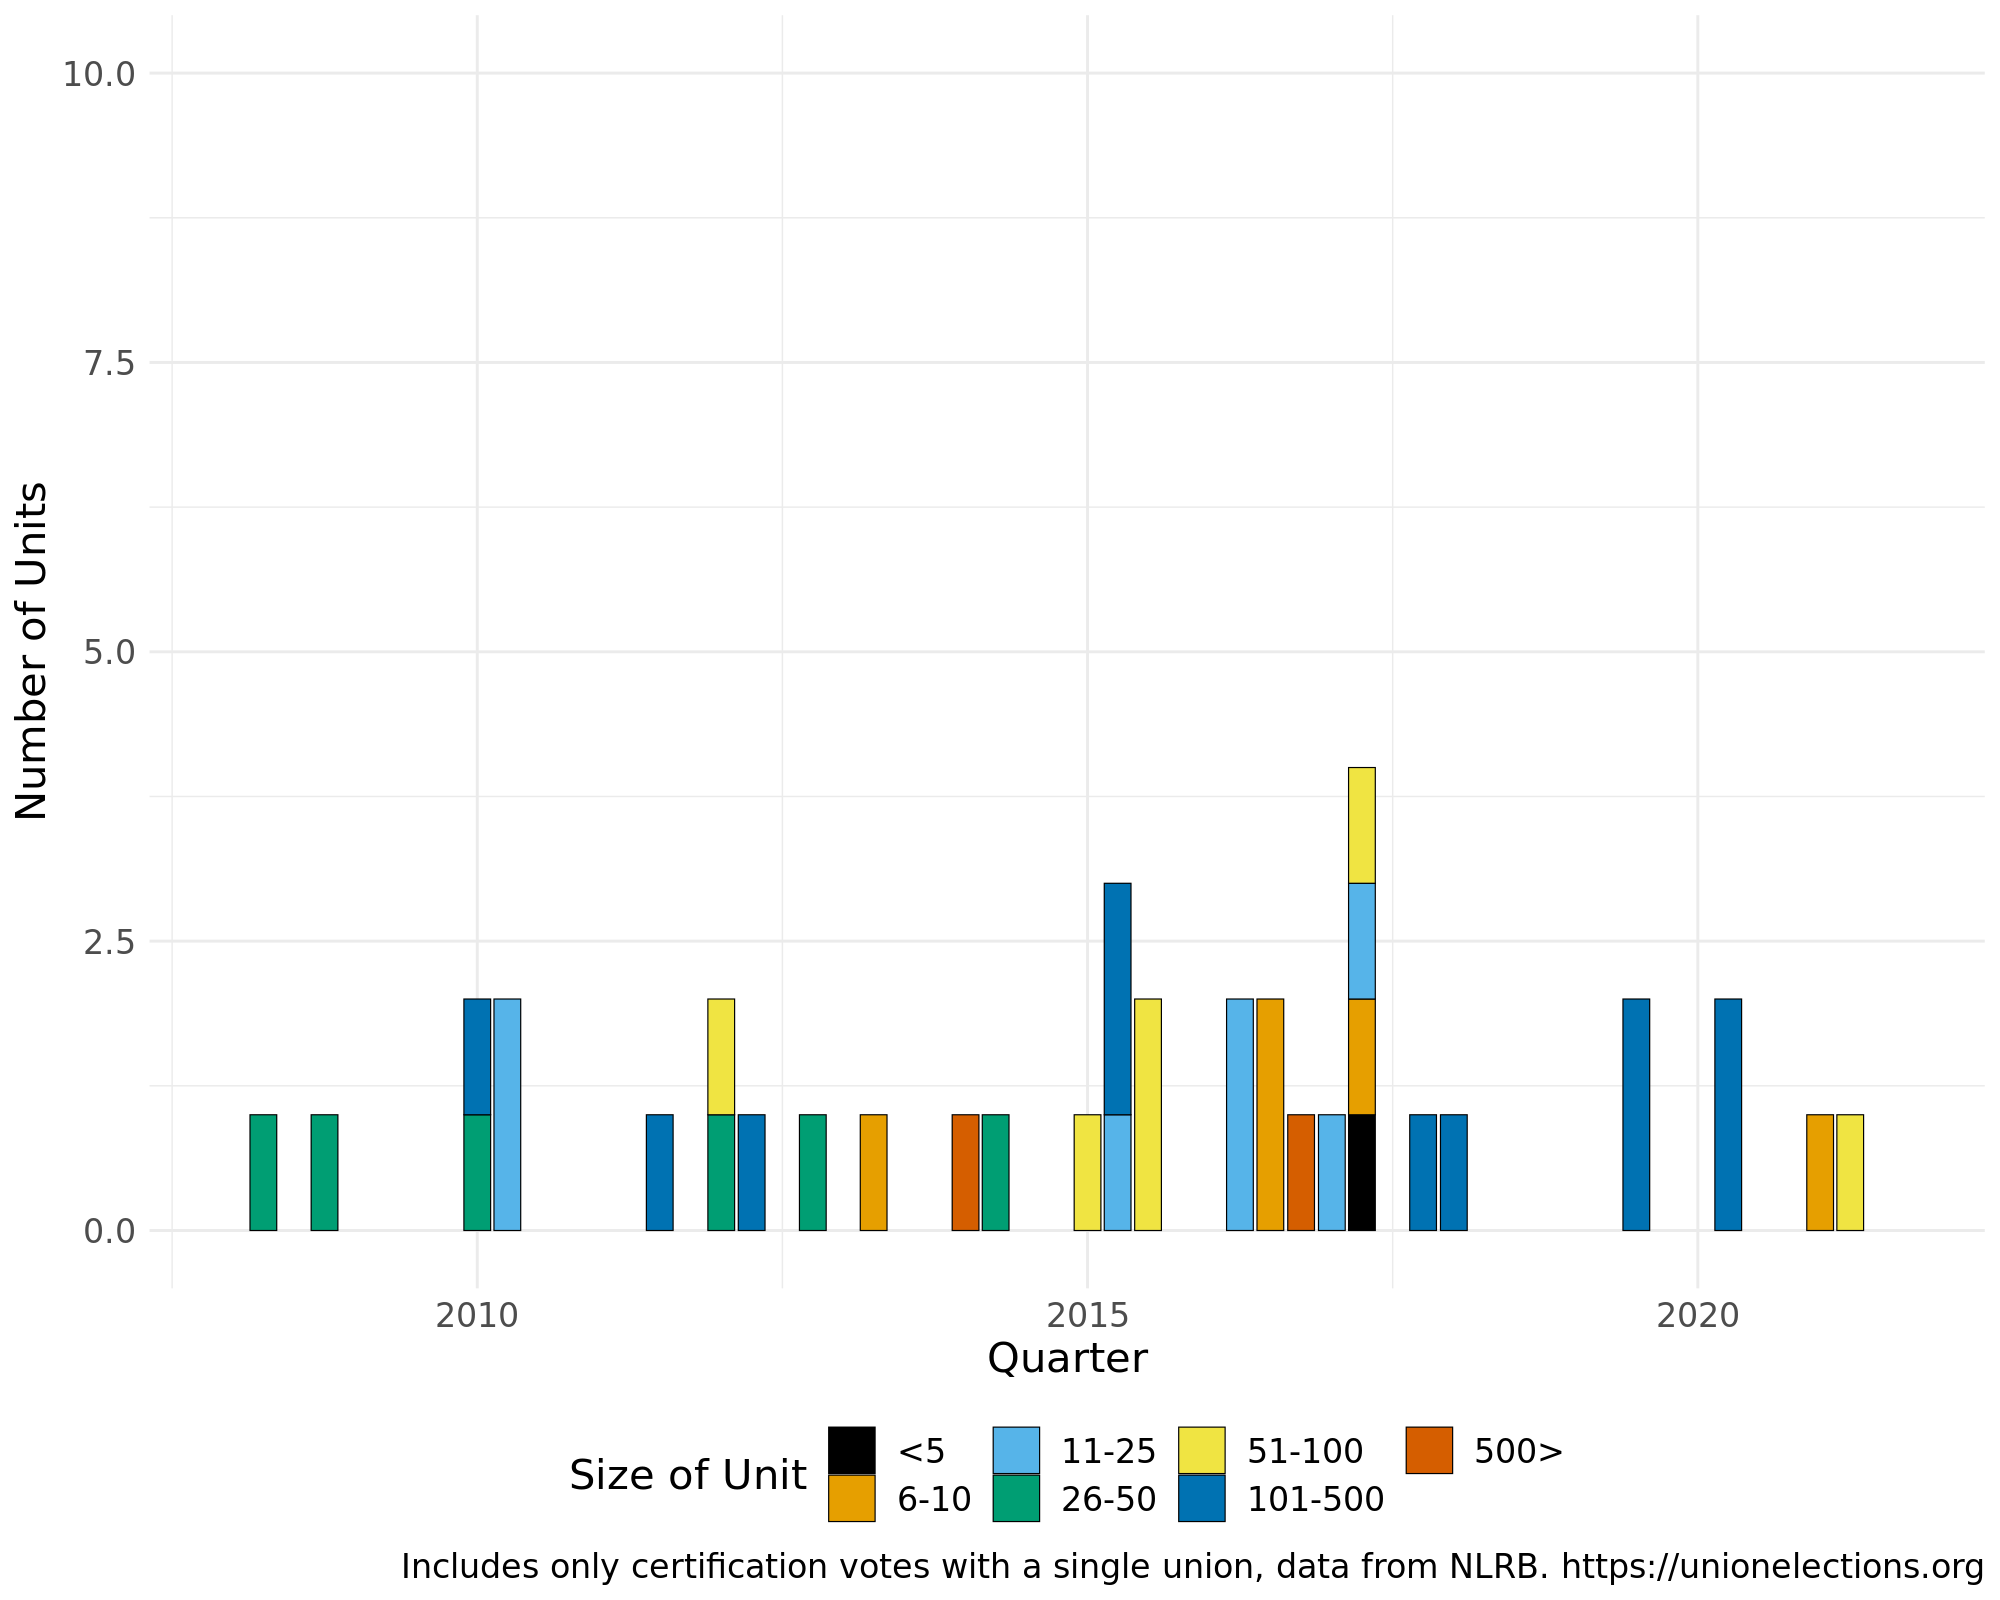 10.0
7.5
5.0
2.5
0.0
Number of Units
2010 2015 2020
Quarter
Size of Unit
<5 11-25 51-100 500>
6-10 26-50 101-500
Includes only certification votes with a single union, data from NLRB. https://unionelections.org